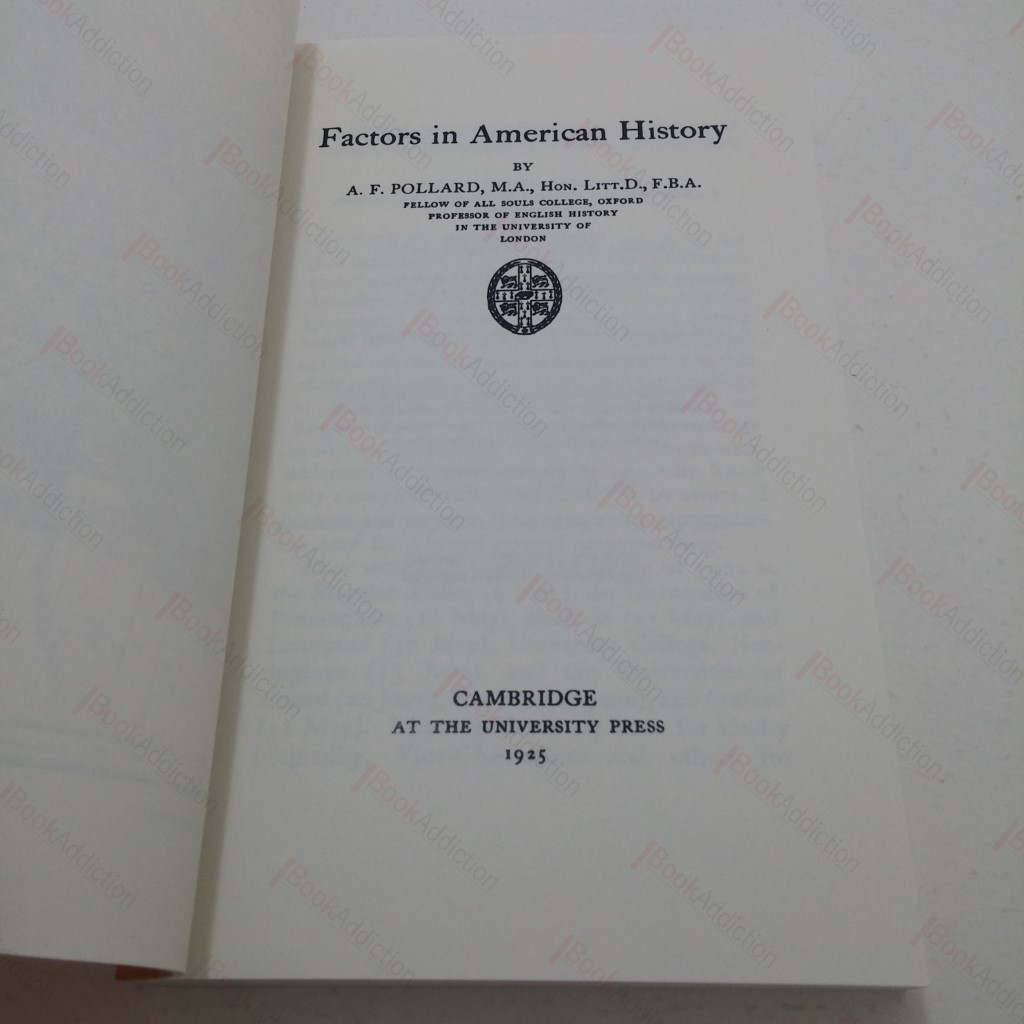 Factors in American History
BY
A. F. POLLARD, M.A., HON. LITT.D., F.B.A.
FELLOW OF ALL SOULS COLLEGE, OXFORD
PROFESSOR OF ENGLISH HISTORY
IN THE UNIVERSITY OF
LONDON
CAMBRIDGE
AT THE UNIVERSITY PRESS
1925
BookAddiction